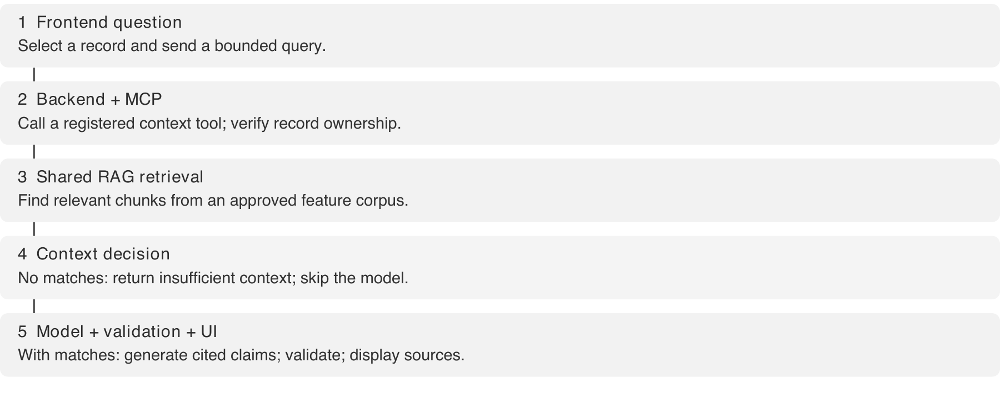 1 Frontend question
Select a record and send a bounded query.
2 Backend + MCP
Call a registered context tool; verify record ownership.
3 Shared RAG retrieval
Find relevant chunks from an approved feature corpus.
4 Context decision
No matches: return insufficient context; skip the model.
5 Model + validation + UI
With matches: generate cited claims; validate; display sources.